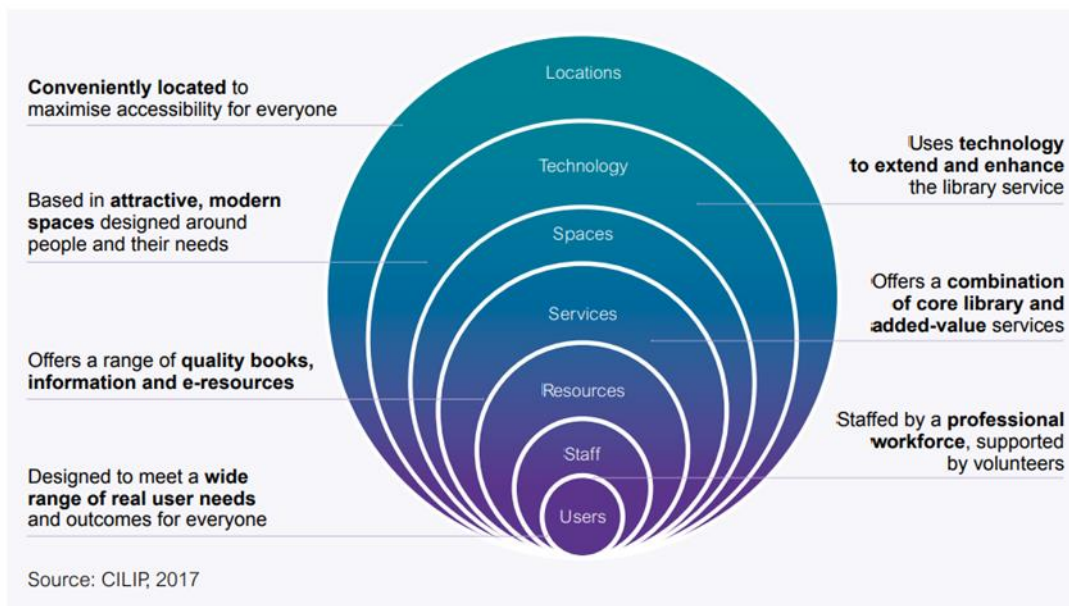 Locations
Conveniently located to
maximise accessibility for everyone
Uses technology
to extend and enhance
the library service
Technology
Based in attractive, modern
spaces designed around
people and their needs
Spaces
Offers a combination
of core library and
added-value services
Services
Offers a range of quality books,
information and e-resources
Resources
Staffed by a professional
workforce, supported
by volunteers
Staff
Designed to meet a wide
range of real user needs
and outcomes for everyone
Users
Source: CILIP, 2017